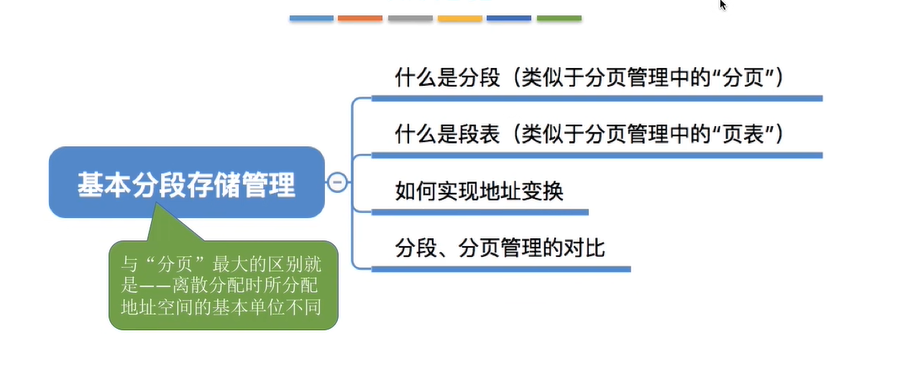 什么是分段（类似于分页管理中的“分页”）
什么是段表（类似于分页管理中的“页表”）
基本分段存储管理
如何实现地址变换
分段、分页管理的对比
与“分页”最大的区别就
是——离散分配时所分配
地址空间的基本单位不同